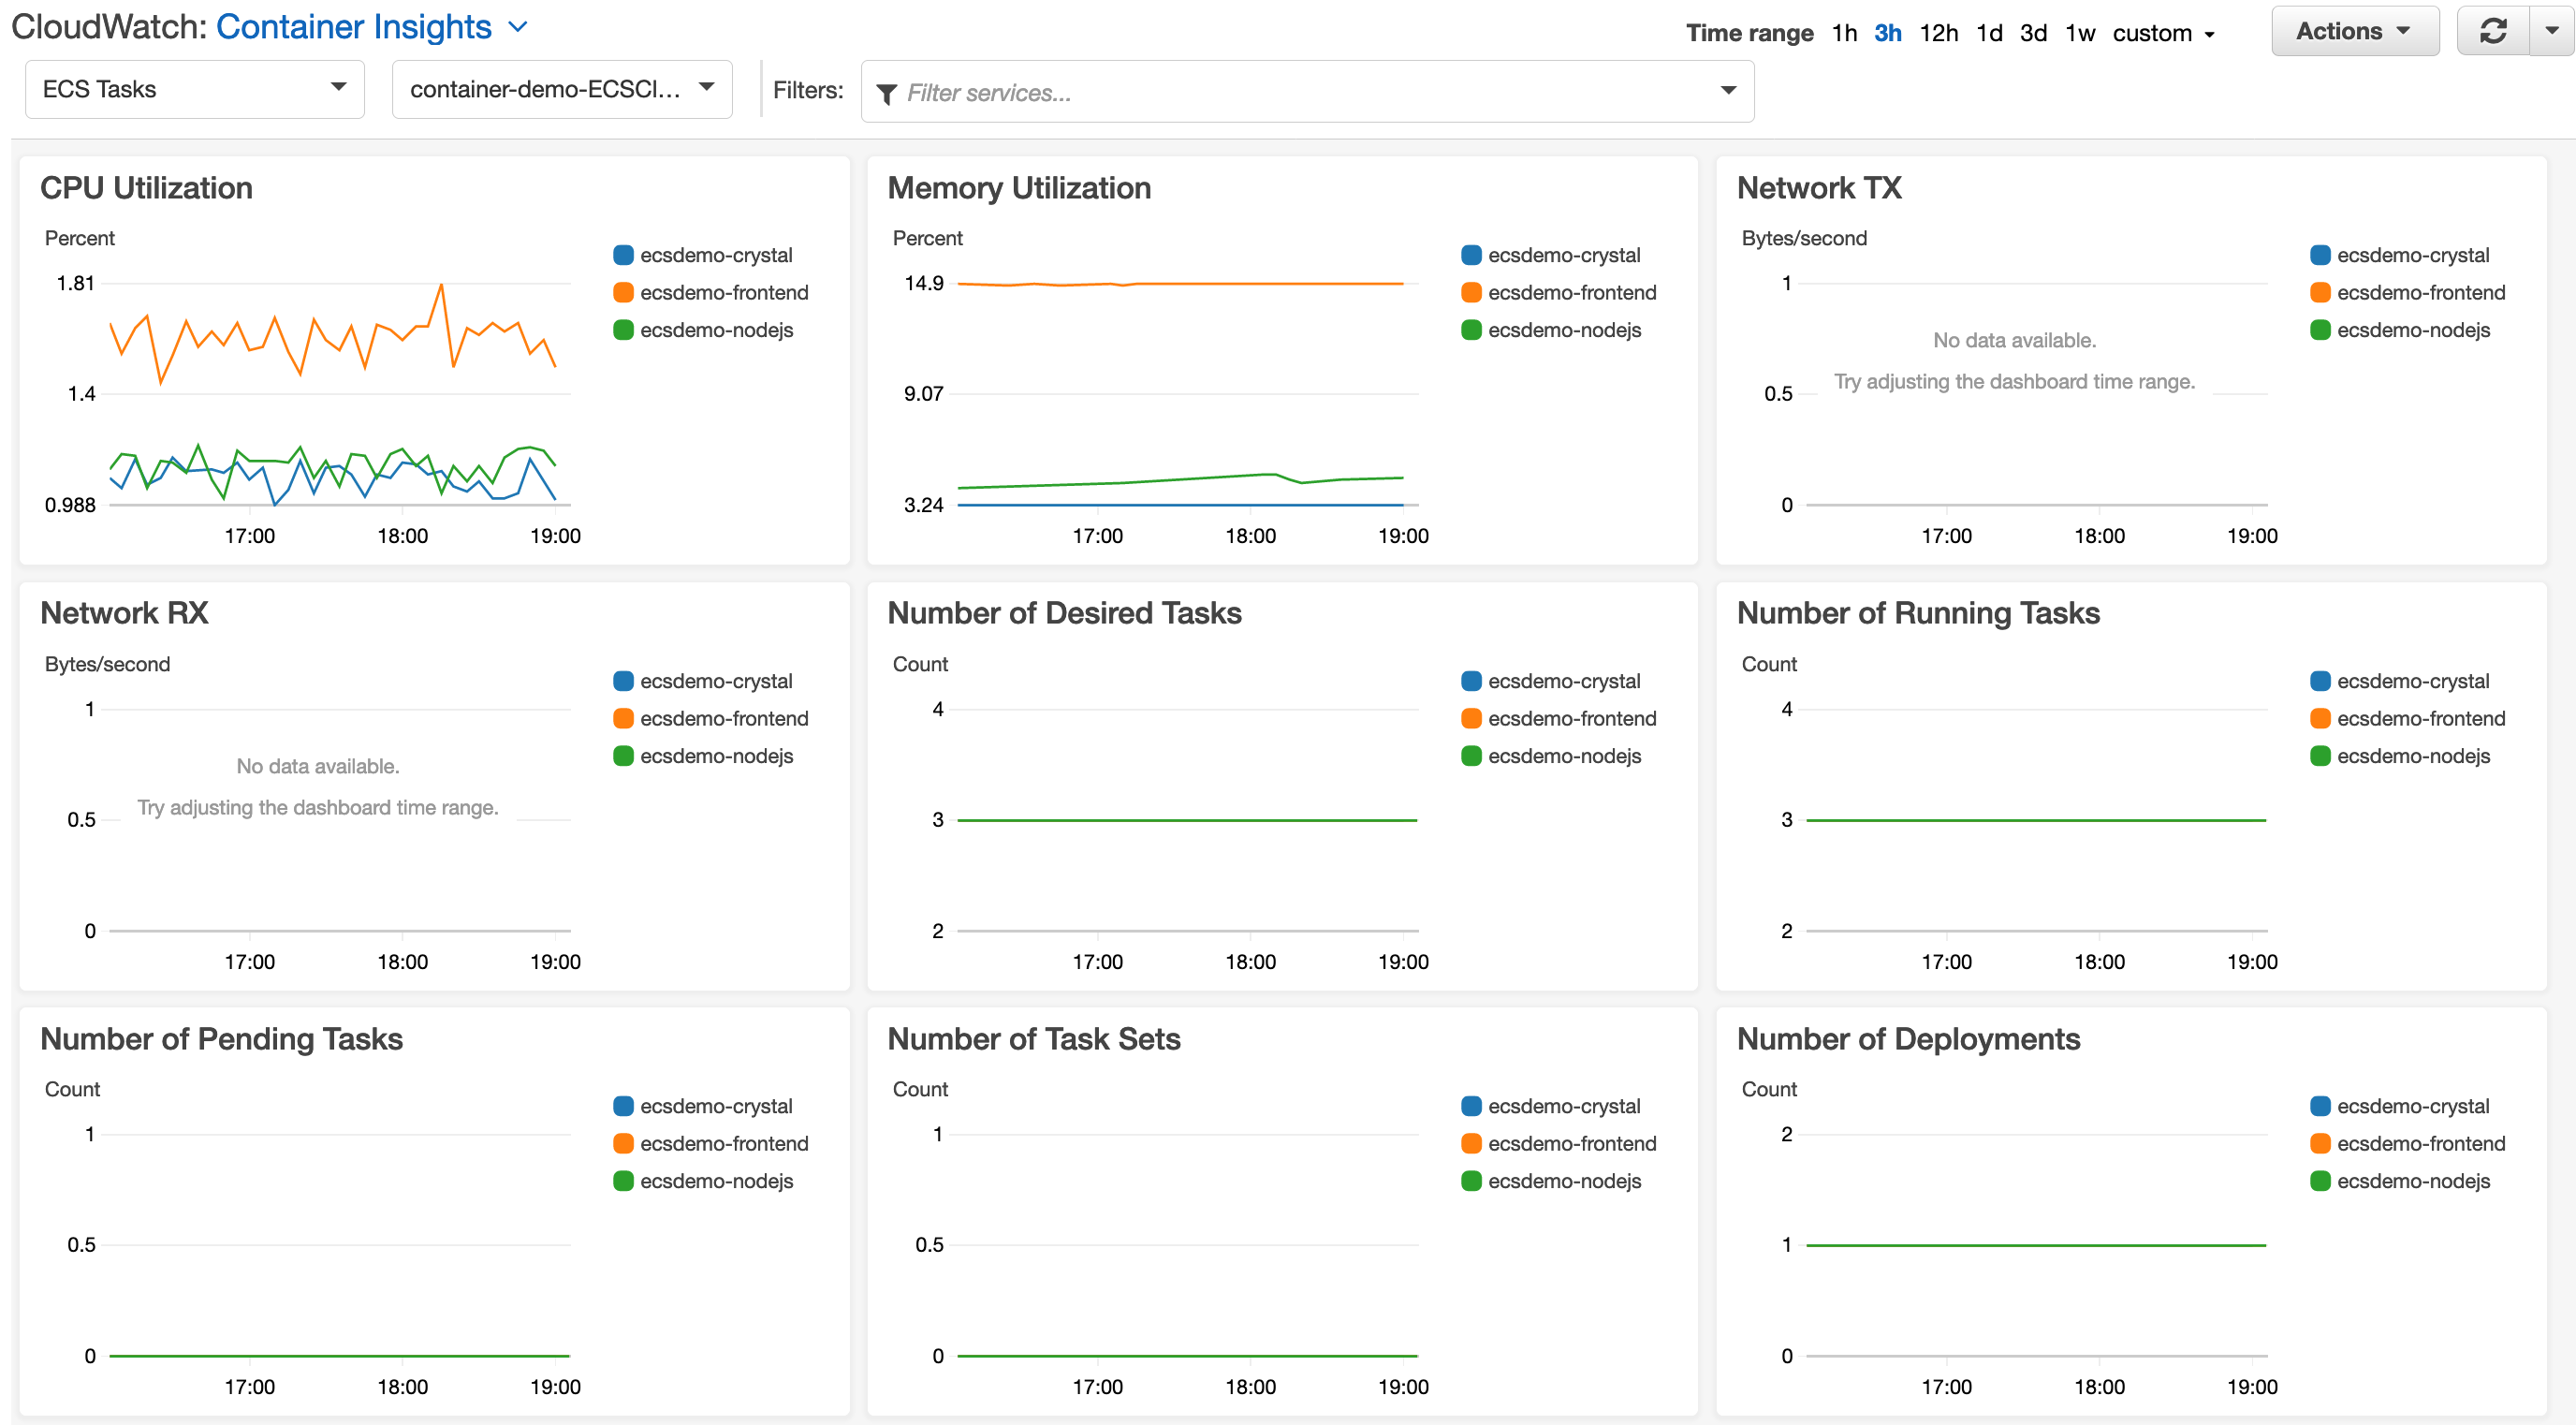 CloudWatch: Container Insights
Time range 1h 3h 12h 1d 3d 1w custom
Actions
ECS Tasks
container-demo-ECSCl...
Filters:
Filter services...
CPU Utilization
Percent
1.81
1.4
0.988
17:00 18:00 19:00
ecsdemo-crystal
ecsdemo-frontend
ecsdemo-nodejs
Memory Utilization
Percent
14.9
9.07
3.24
17:00 18:00 19:00
ecsdemo-crystal
ecsdemo-frontend
ecsdemo-nodejs
Network TX
Bytes/second
1
No data available.
Try adjusting the dashboard time range.
0.5
0
17:00 18:00 19:00
ecsdemo-crystal
ecsdemo-frontend
ecsdemo-nodejs
Network RX
Bytes/second
1
No data available.
Try adjusting the dashboard time range.
0.5
0
17:00 18:00 19:00
ecsdemo-crystal
ecsdemo-frontend
ecsdemo-nodejs
Number of Desired Tasks
Count
4
3
2
17:00 18:00 19:00
ecsdemo-crystal
ecsdemo-frontend
ecsdemo-nodejs
Number of Running Tasks
Count
4
3
2
17:00 18:00 19:00
ecsdemo-crystal
ecsdemo-frontend
ecsdemo-nodejs
Number of Pending Tasks
Count
1
0.5
0
17:00 18:00 19:00
ecsdemo-crystal
ecsdemo-frontend
ecsdemo-nodejs
Number of Task Sets
Count
1
0.5
0
17:00 18:00 19:00
ecsdemo-crystal
ecsdemo-frontend
ecsdemo-nodejs
Number of Deployments
Count
2
1
0
17:00 18:00 19:00
ecsdemo-crystal
ecsdemo-frontend
ecsdemo-nodejs